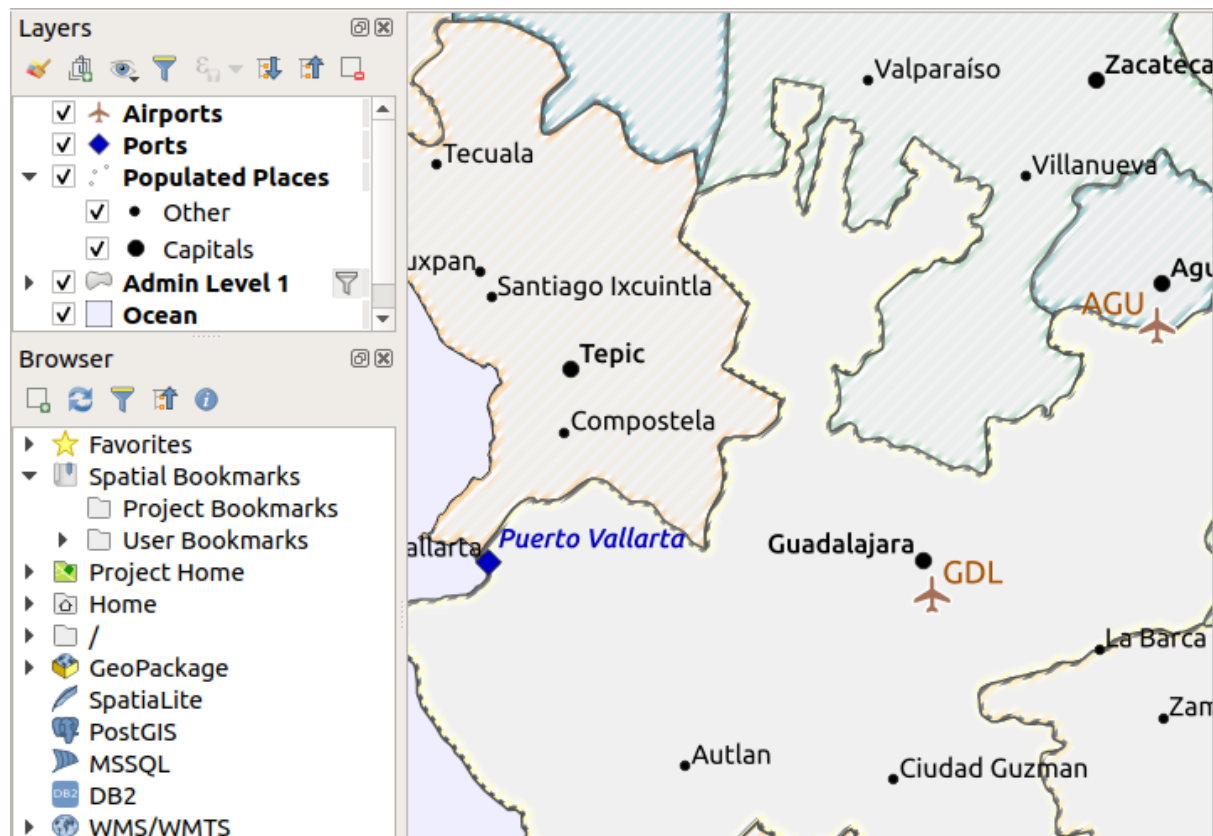 Layers
Airports
Ports
Populated Places
Other
Capitals
Admin Level 1
Ocean
Browser
Favorites
Spatial Bookmarks
Project Bookmarks
User Bookmarks
Project Home
Home
/
GeoPackage
SpatiaLite
PostGIS
MSSQL
DB2
DB2
WMS/WMTS
Valparaíso
Zacateca
Tecuala
Villanueva
uxpan
Santiago Ixcuintla
Agu
AGU
Tepic
Compostela
allarta
Puerto Vallarta
Guadalajara
GDL
La Barca
Zam
Autlan
Ciudad Guzman